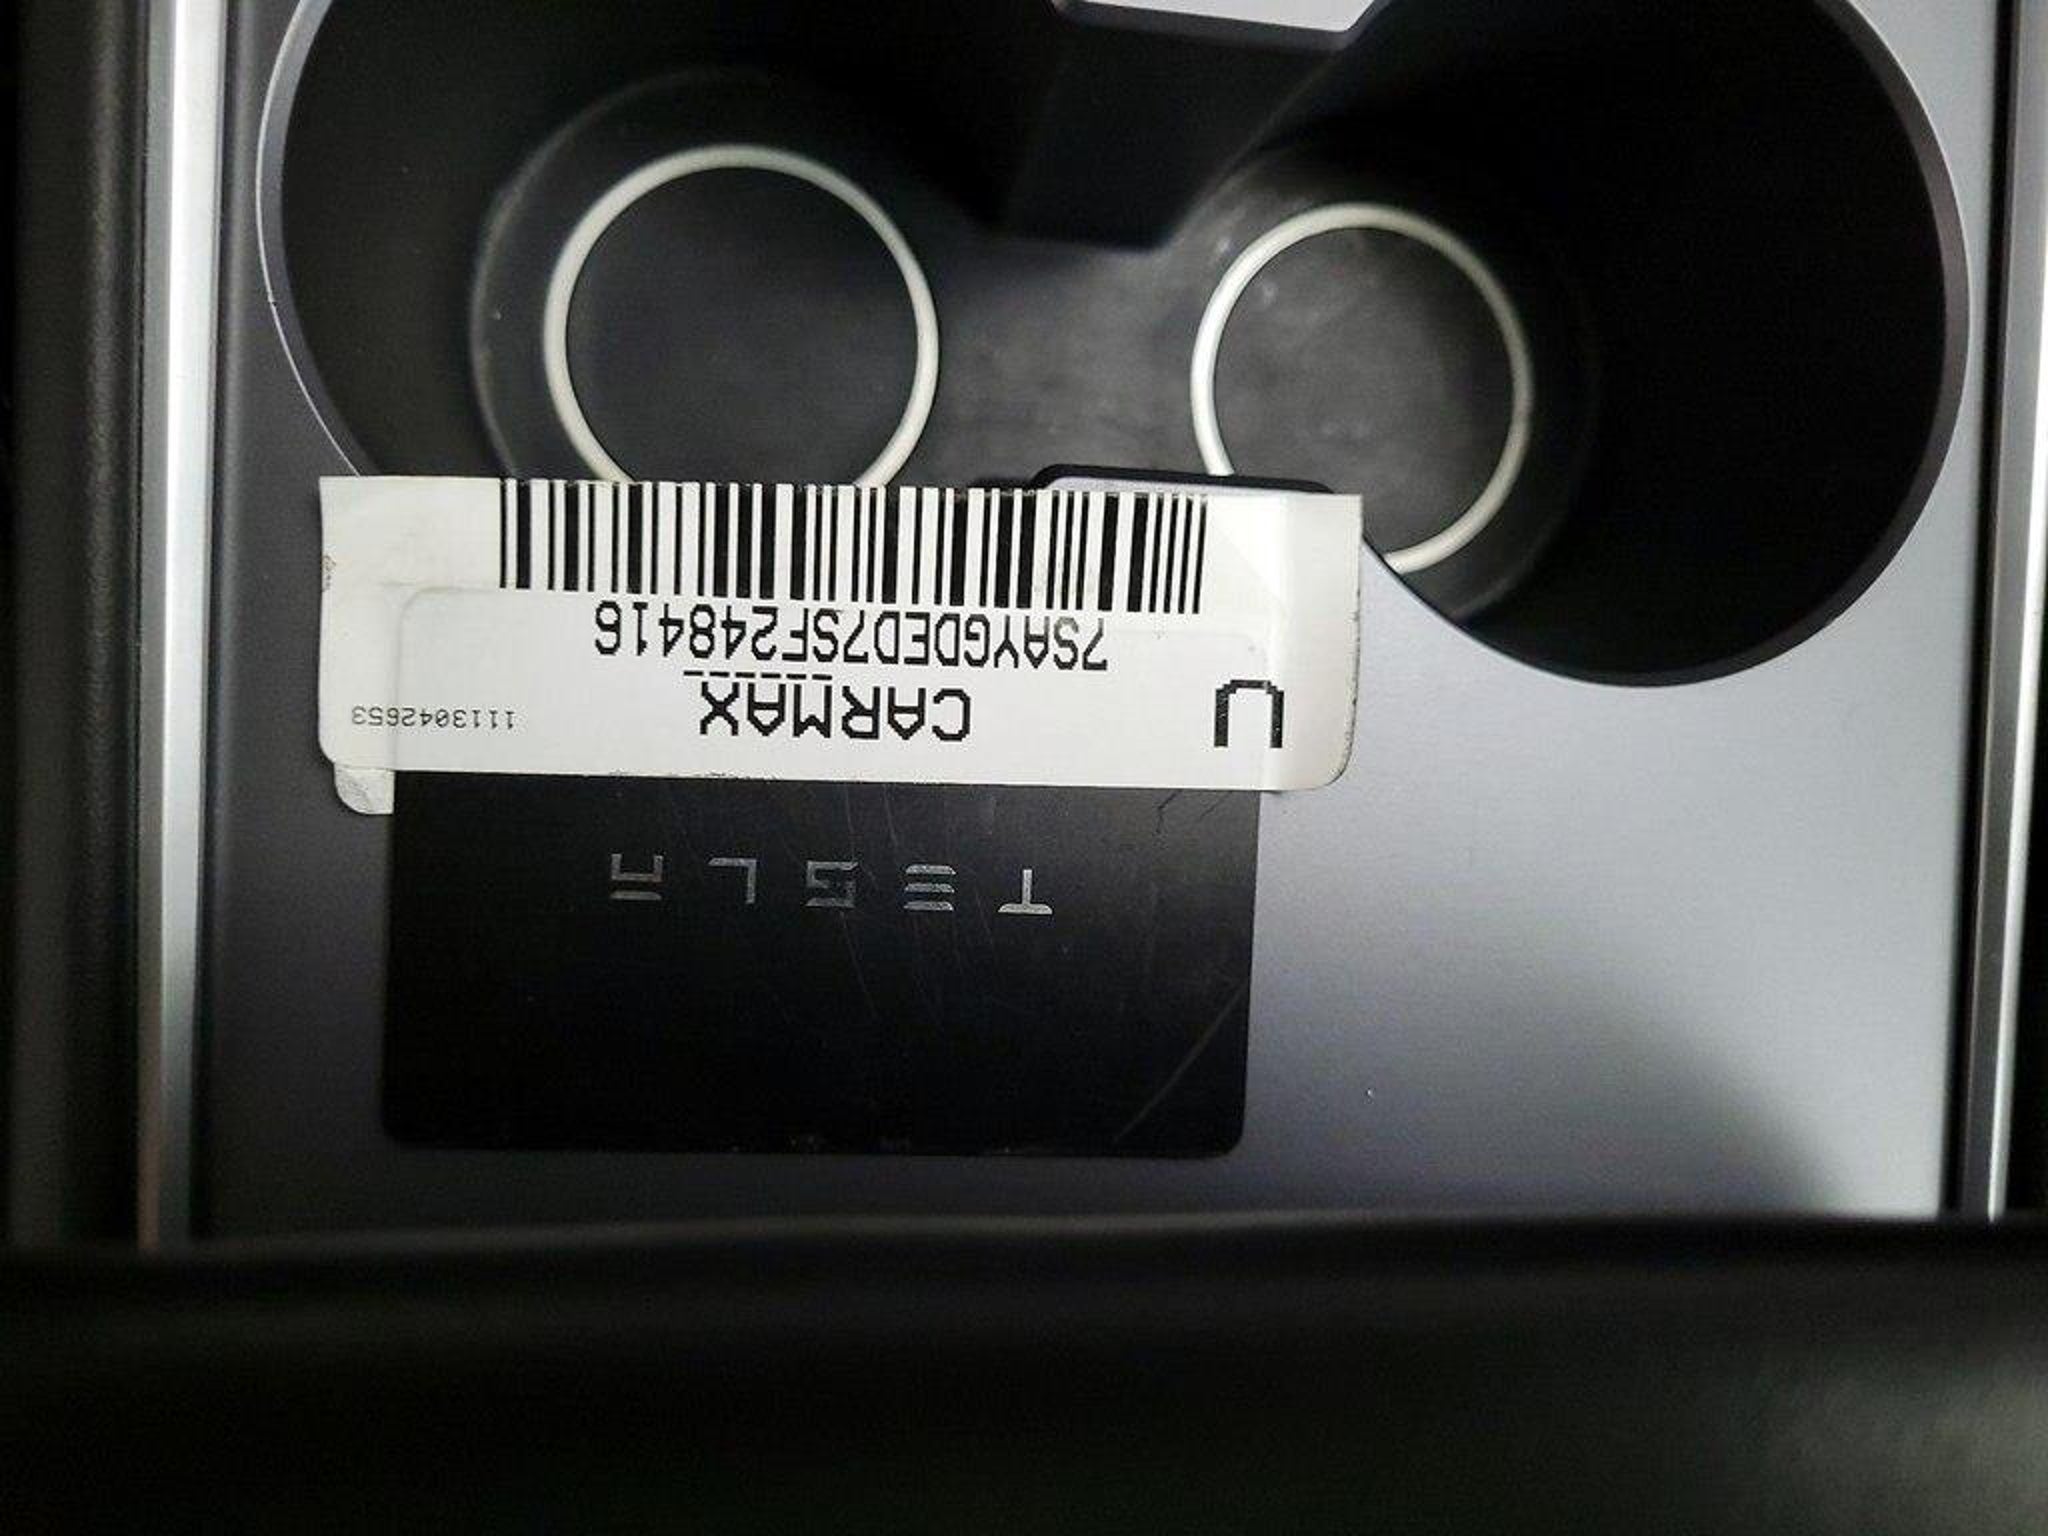 U
CARMAX
1113042653
7SAYGDED7SF248416
TESLA